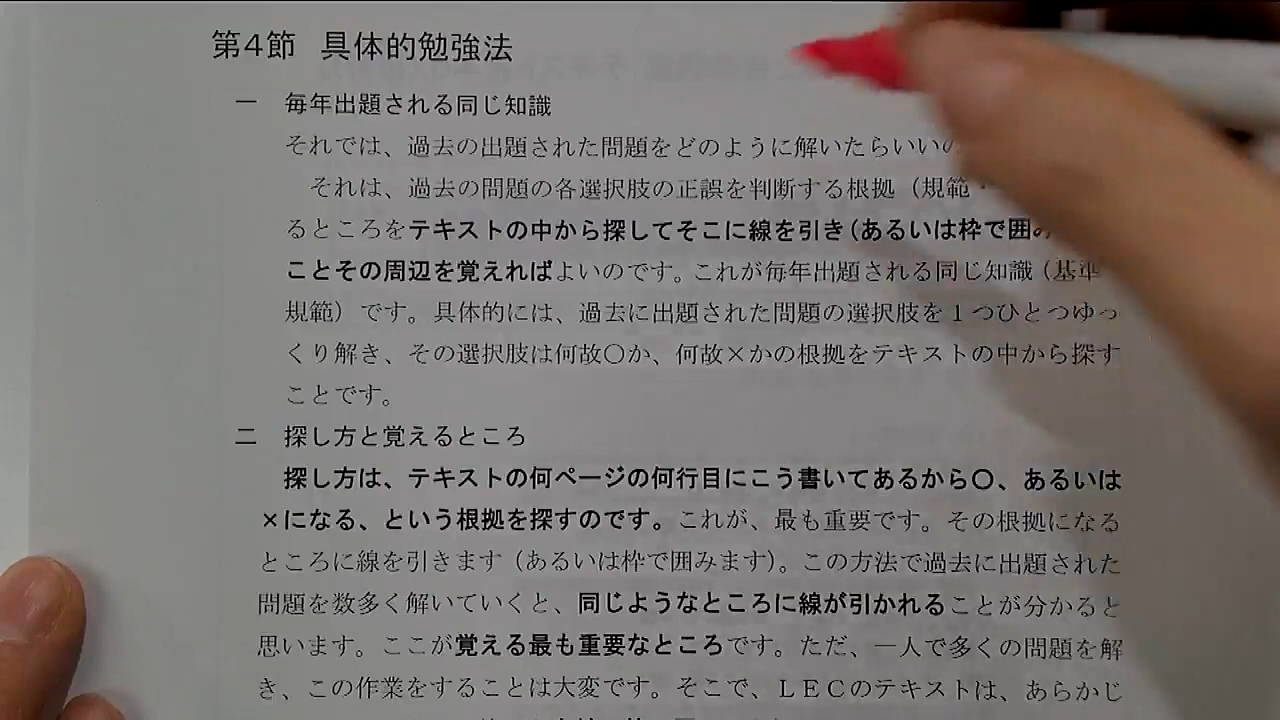 第4節 具体的勉強法
一 毎年出題される同じ知識
それでは、過去の出題された問題をどのように解いたらいいの
それは、過去の問題の各選択肢の正誤を判断する根拠（規範・
るところをテキストの中から探してそこに線を引き(あるいは枠で囲み
ことその周辺を覚えればよいのです。これが毎年出題される同じ知識（基準
規範）です。具体的には、過去に出題された問題の選択肢を１つひとつゆっ
くり解き、その選択肢は何故〇か、何故×かの根拠をテキストの中から探す
ことです。
二 探し方と覚えるところ
探し方は、テキストの何ページの何行目にこう書いてあるから〇、あるいは
×になる、という根拠を探すのです。これが、最も重要です。その根拠になる
ところに線を引きます（あるいは枠で囲みます）。この方法で過去に出題された
問題を数多く解いていくと、同じようなところに線が引かれることが分かると
思います。ここが覚える最も重要なところです。ただ、一人で多くの問題を解
き、この作業をすることは大変です。そこで、ＬＥＣのテキストは、あらかじ